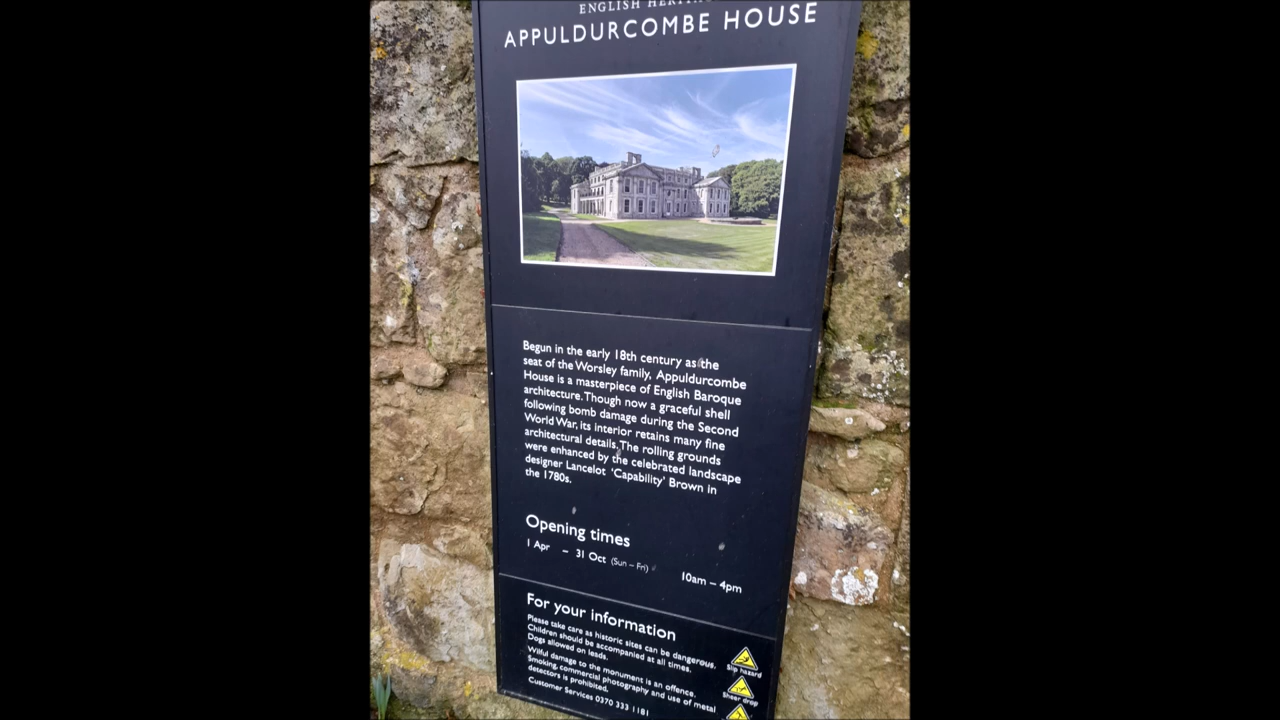 ENGLISH HERITAGE
APPULDURCOMBE HOUSE
Begun in the early 18th century as the
seat of the Worsley family, Appuldurcombe
House is a masterpiece of English Baroque
architecture. Though now a graceful shell
following bomb damage during the Second
World War, its interior retains many fine
architectural details. The rolling grounds
were enhanced by the celebrated landscape
designer Lancelot ‘Capability’ Brown in
the 1780s.
Opening times
1 Apr – 31 Oct (Sun – Fri) 10am – 4pm
For your information
Please take care as historic sites can be dangerous.
Children should be accompanied at all times.
Dogs allowed on leads.
Wilful damage to the monument is an offence.
Smoking, commercial photography and use of metal
detectors is prohibited.
Customer Services 0370 333 1181
Slip hazard
Sheer drop